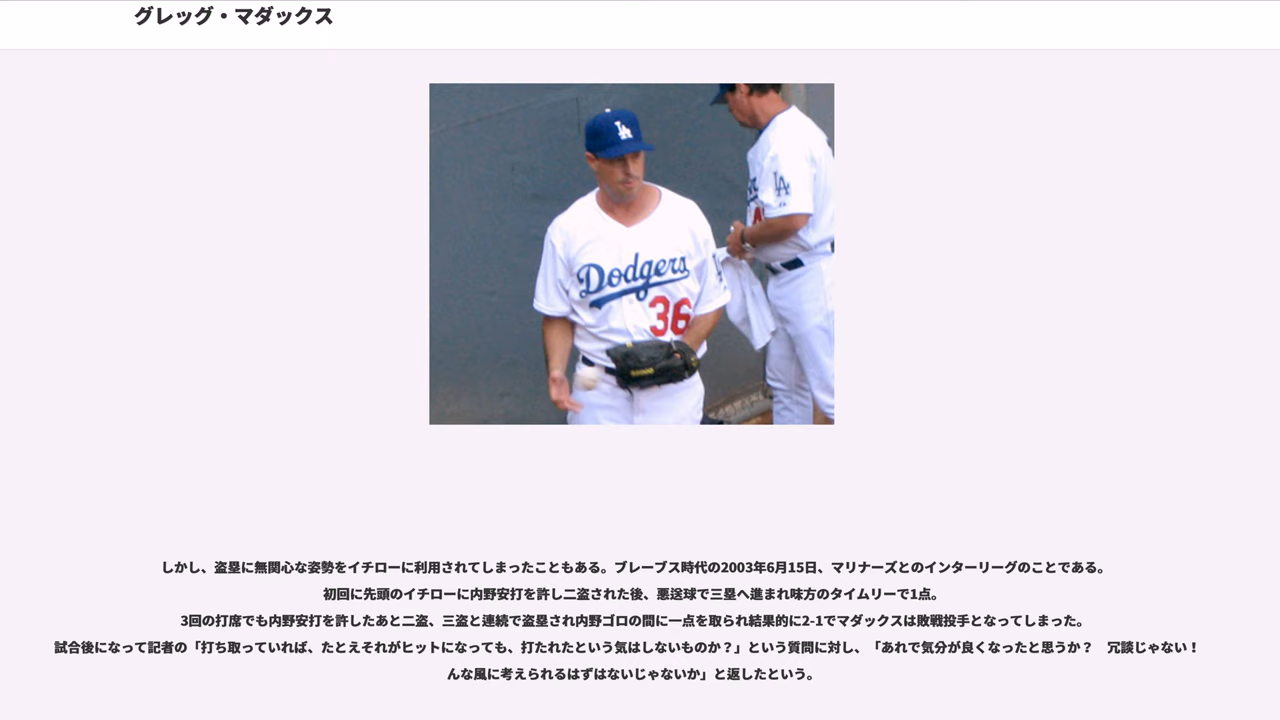 グレッグ・マダックス
LA
LA
Dodgers
36
しかし、盗塁に無関心な姿勢をイチローに利用されてしまったこともある。ブレーブス時代の2003年6月15日、マリナーズとのインターリーグのことである。
初回に先頭のイチローに内野安打を許し二盗された後、悪送球で三塁へ進まれ味方のタイムリーで1点。
3回の打席でも内野安打を許したあと二盗、三盗と連続で盗塁され内野ゴロの間に一点を取られ結果的に2-1でマダックスは敗戦投手となってしまった。
試合後になって記者の「打ち取っていれば、たとえそれがヒットになっても、打たれたという気はしないものか？」という質問に対し、「あれで気分が良くなったと思うか？　冗談じゃない！
んな風に考えられるはずはないじゃないか」と返したという。